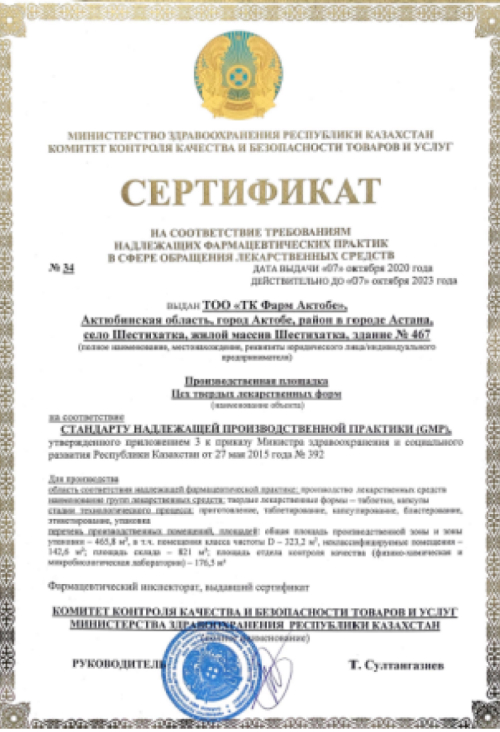 МИНИСТЕРСТВО ЗДРАВООХРАНЕНИЯ РЕСПУБЛИКИ КАЗАХСТАН
КОМИТЕТ КОНТРОЛЯ КАЧЕСТВА И БЕЗОПАСНОСТИ ТОВАРОВ И УСЛУГ
СЕРТИФИКАТ
НА СООТВЕТСТВИЕ ТРЕБОВАНИЯМ
НАДЛЕЖАЩИХ ФАРМАЦЕВТИЧЕСКИХ ПРАКТИК
В СФЕРЕ ОБРАЩЕНИЯ ЛЕКАРСТВЕННЫХ СРЕДСТВ
№ 34
ДАТА ВЫДАЧИ «07» октября 2020 года
ДЕЙСТВИТЕЛЬНО ДО «07» октября 2023 года
ВЫДАН ТОО «ТК Фарм Актобе»,
Актюбинская область, город Актобе, район в городе Астана,
село Шестихатка, жилой массив Шестихатка, здание № 467
(полное наименование, местонахождение, реквизиты юридического лица/индивидуального
предпринимателя)
Производственная площадка
Цех твердых лекарственных форм
(наименование объекта)
на соответствие
СТАНДАРТУ НАДЛЕЖАЩЕЙ ПРОИЗВОДСТВЕННОЙ ПРАКТИКИ (GMP),
утвержденного приложением 3 к приказу Министра здравоохранения и социального
развития Республики Казахстан от 27 мая 2015 года № 392
Для производства
область соответствия надлежащей фармацевтической практике: производство лекарственных средств
наименование групп лекарственных средств: твердые лекарственные формы – таблетки, капсулы
стадии технологического процесса: приготовление, таблетирование, капсулирование, блистерование,
этикетирование, упаковка
перечень производственных помещений, площадей: общая площадь производственной зоны и зоны
упаковки – 465,8 м², в т.ч. помещения класса чистоты D – 323,2 м², неклассифицируемые помещения –
142,6 м²; площадь склада – 821 м²; площадь отдела контроля качества (физико-химическая и
микробиологическая лаборатории) – 176,5 м²
Фармацевтический инспекторат, выдавший сертификат
КОМИТЕТ КОНТРОЛЯ КАЧЕСТВА И БЕЗОПАСНОСТИ ТОВАРОВ И УСЛУГ
МИНИСТЕРСТВА ЗДРАВООХРАНЕНИЯ РЕСПУБЛИКИ КАЗАХСТАН
(полное наименование)
РУКОВОДИТЕЛЬ
Т. Султангазиев